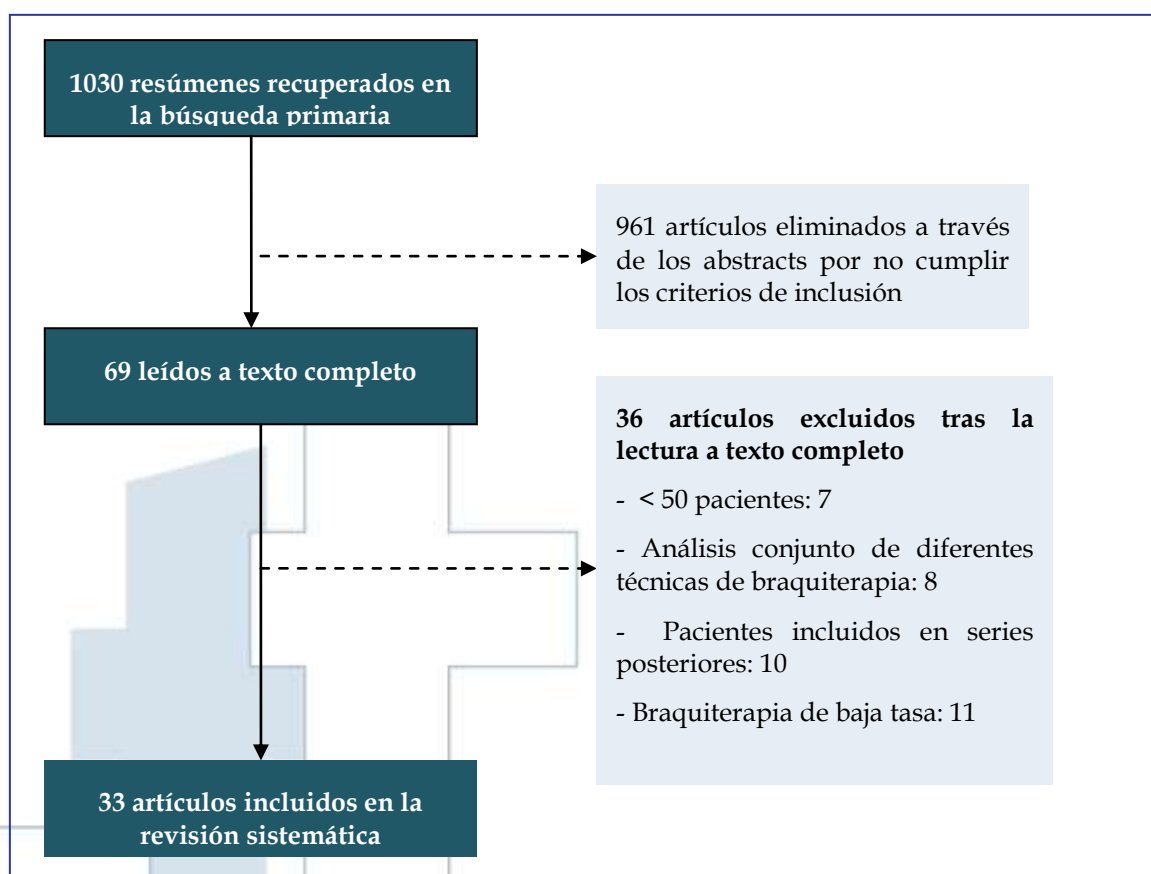 1030 resúmenes recuperados en
la búsqueda primaria
961 artículos eliminados a través
de los abstracts por no cumplir
los criterios de inclusión
69 leídos a texto completo
36 artículos excluidos tras la
lectura a texto completo
- < 50 pacientes: 7
- Análisis conjunto de diferentes
técnicas de braquiterapia: 8
- Pacientes incluidos en series
posteriores: 10
- Braquiterapia de baja tasa: 11
33 artículos incluidos en la
revisión sistemática